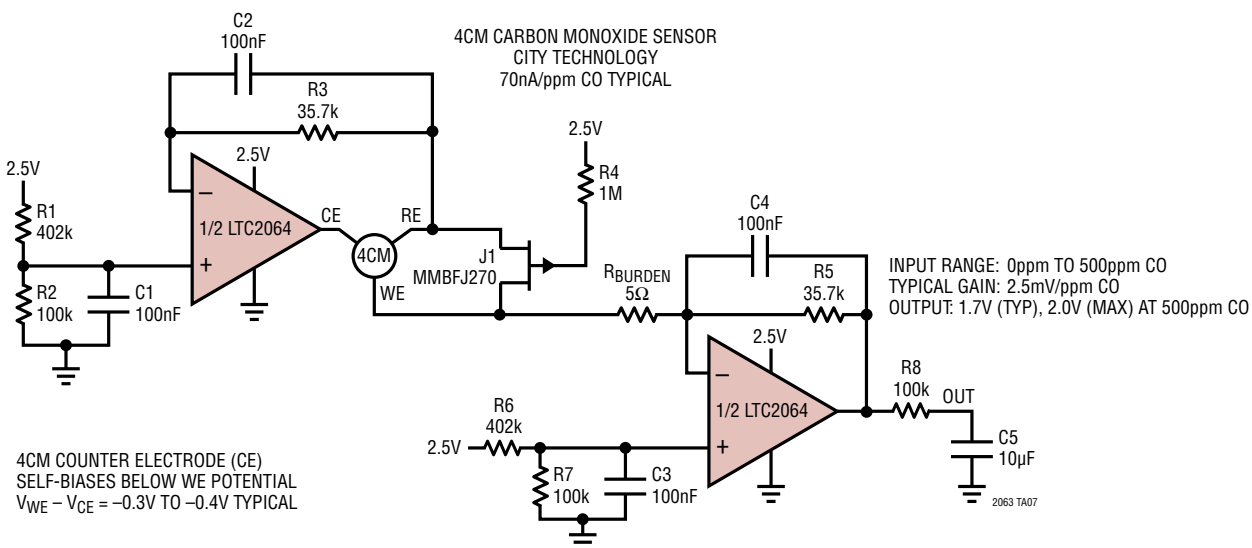 C2
100nF
4CM CARBON MONOXIDE SENSOR
CITY TECHNOLOGY
70nA/ppm CO TYPICAL
R3
35.7k
2.5V
2.5V
2.5V
R1
402k
R4
1M
–
+
1/2 LTC2064
CE
RE
4CM
WE
J1
MMBFJ270
R2
100k
C1
100nF
RBURDEN
5Ω
C4
100nF
R5
35.7k
INPUT RANGE: 0ppm TO 500ppm CO
TYPICAL GAIN: 2.5mV/ppm CO
OUTPUT: 1.7V (TYP), 2.0V (MAX) AT 500ppm CO
2.5V
–
+
1/2 LTC2064
R8
100k
OUT
C5
10µF
R6
402k
2.5V
R7
100k
C3
100nF
4CM COUNTER ELECTRODE (CE)
SELF-BIASES BELOW WE POTENTIAL
VWE – VCE = –0.3V TO –0.4V TYPICAL
2063 TA07